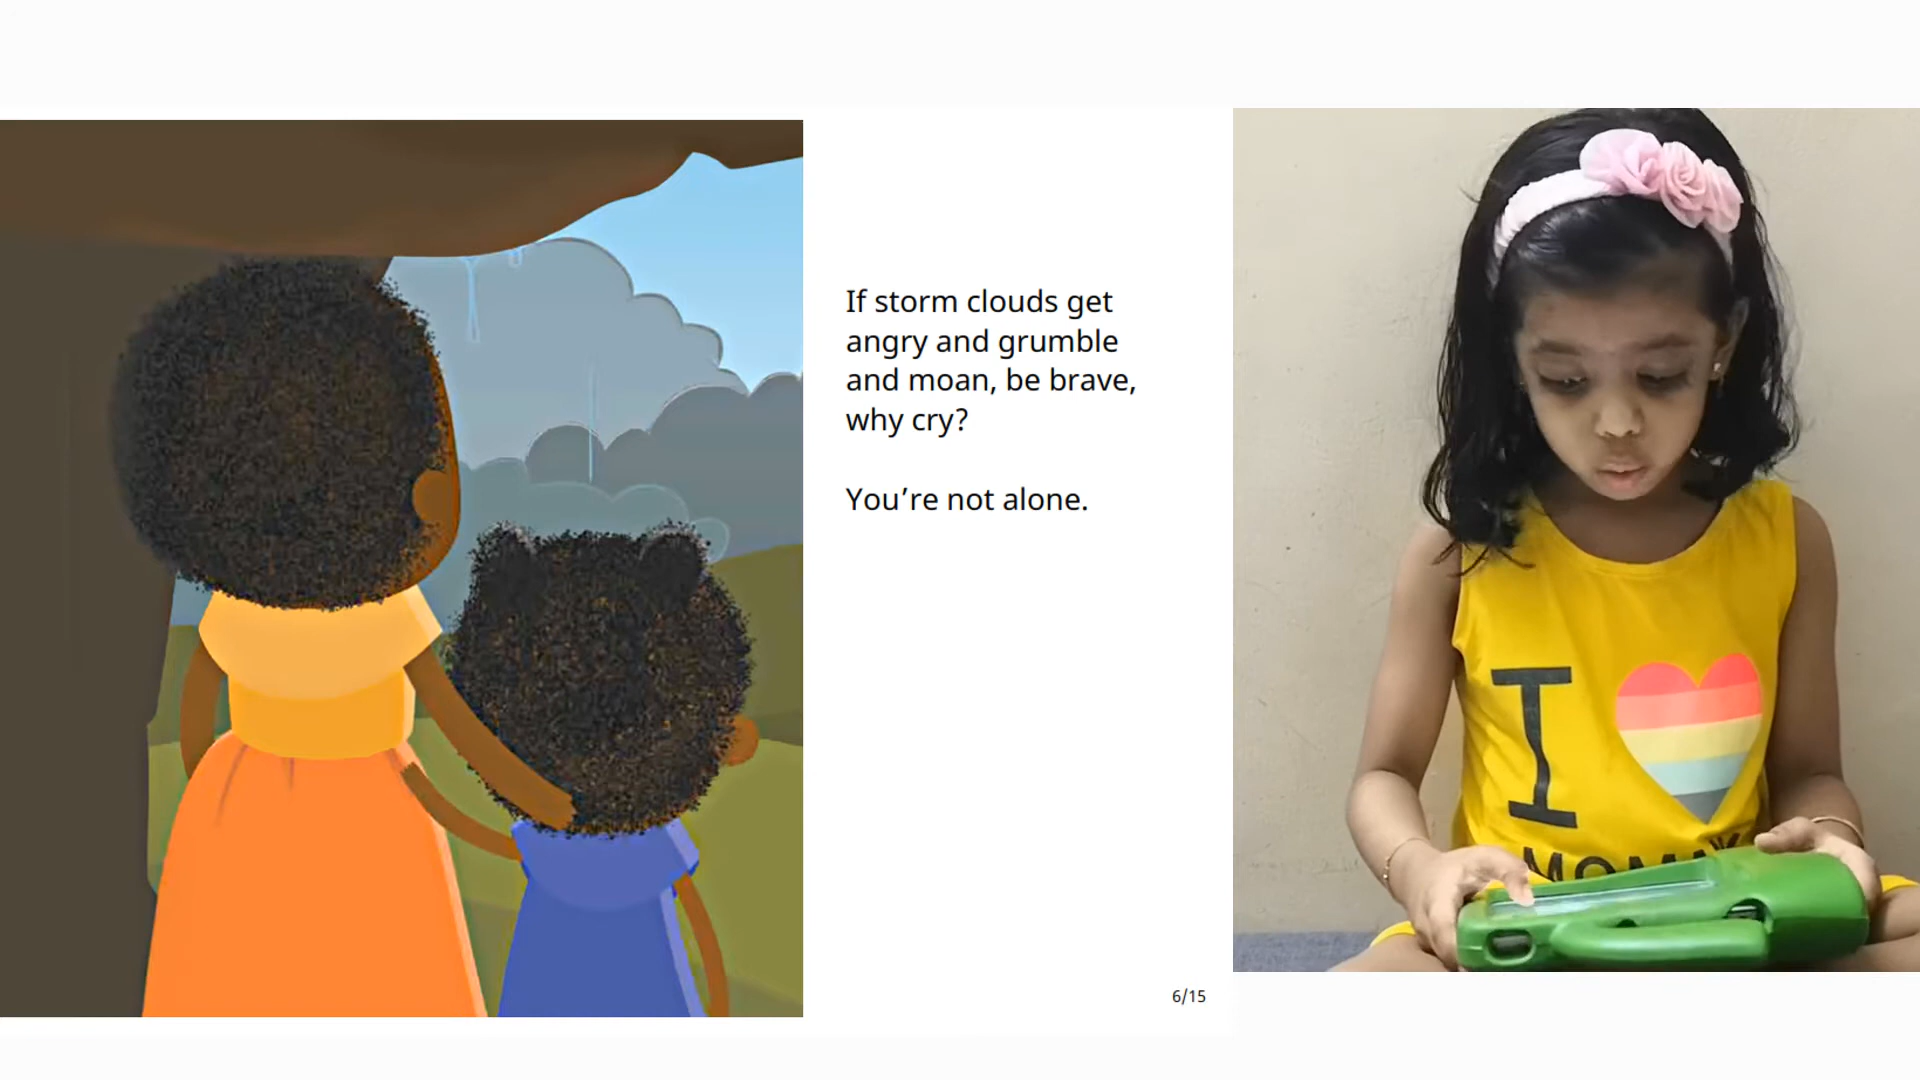 If storm clouds get
angry and grumble
and moan, be brave,
why cry?
You’re not alone.
6/15
I
MOMMY